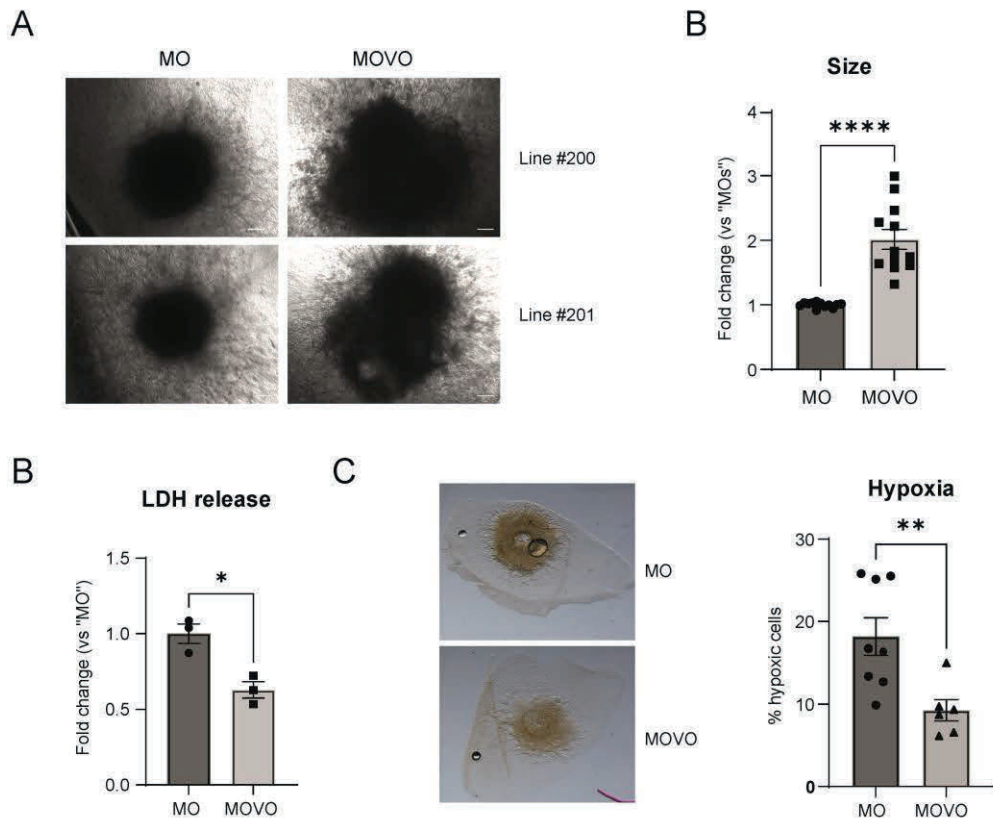 A
MO
MOVO
Line #200
Line #201
B
Size
Fold change (vs "MOs")
4
3
2
1
0
****
MO
MOVO
B
LDH release
Fold change (vs "MO")
1.5
1.0
0.5
0.0
*
MO
MOVO
C
MO
MOVO
Hypoxia
% hypoxic cells
30
20
10
0
**
MO
MOVO